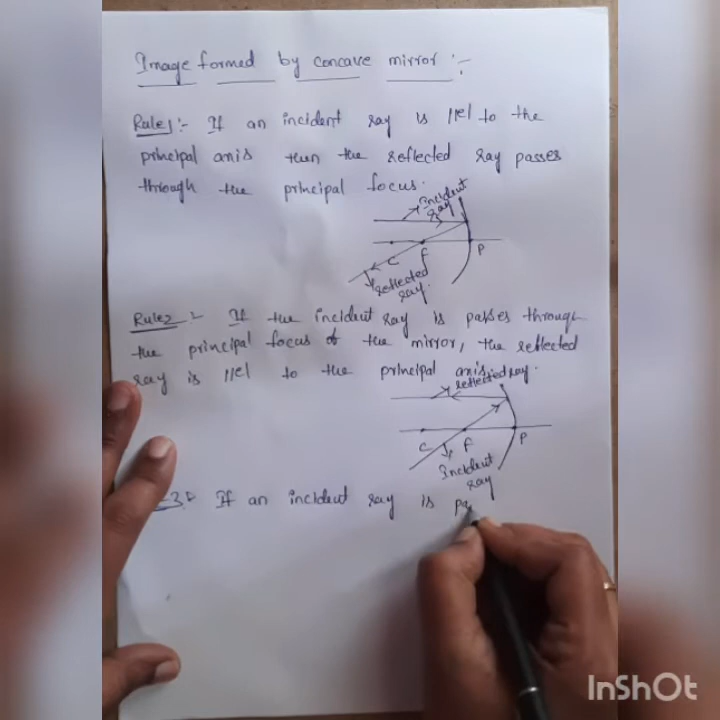 Image formed by concave mirror :-
Rule1:- If an incident ray is llel to the
principal axis then the reflected ray passes
through the principal focus.
Incident
ray
C F P
reflected
ray.
Rule2 :- If the incident ray is passes through
the principal focus of the mirror, the reflected
ray is llel to the principal axis.
reflected ray.
C F P
Incident
ray
3 If an incident ray is pa
InShOt